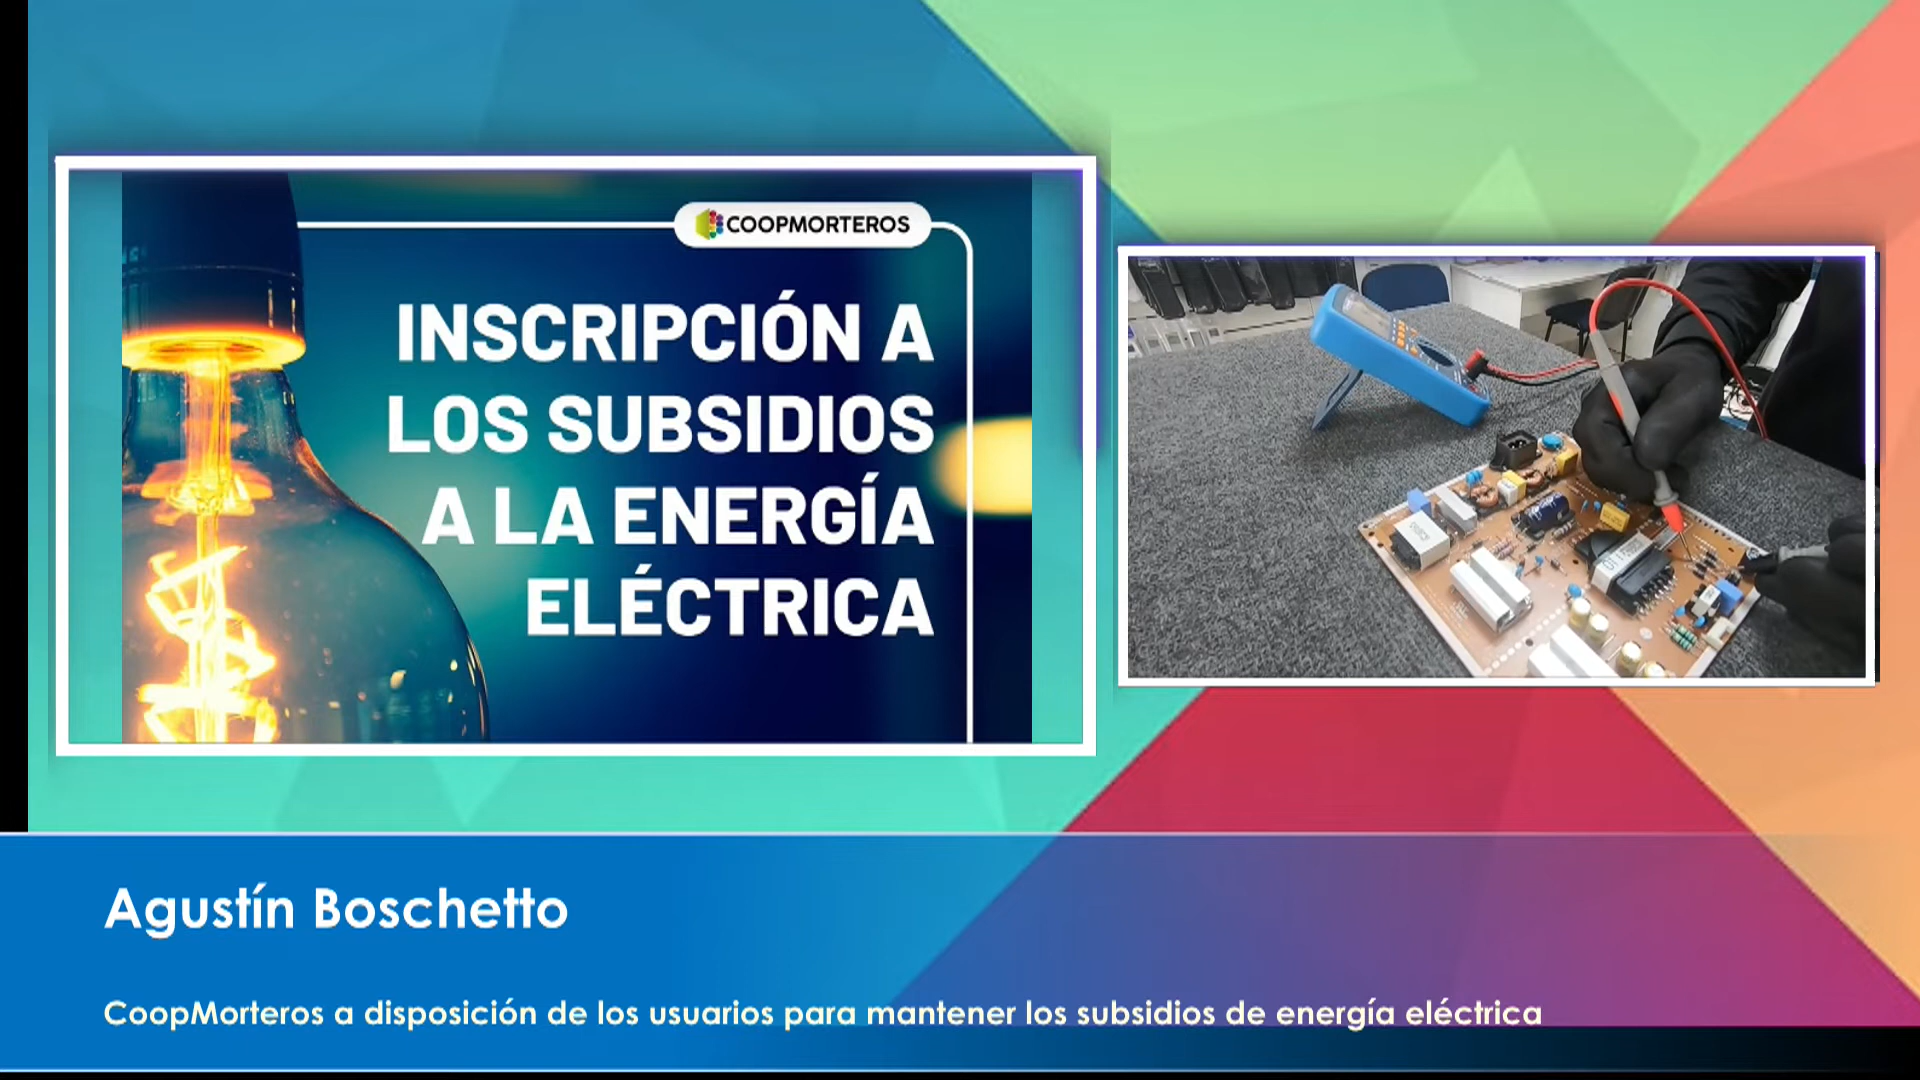 COOPMORTEROS
INSCRIPCIÓN A
LOS SUBSIDIOS
A LA ENERGÍA
ELÉCTRICA
Agustín Boschetto
CoopMorteros a disposición de los usuarios para mantener los subsidios de energía eléctrica